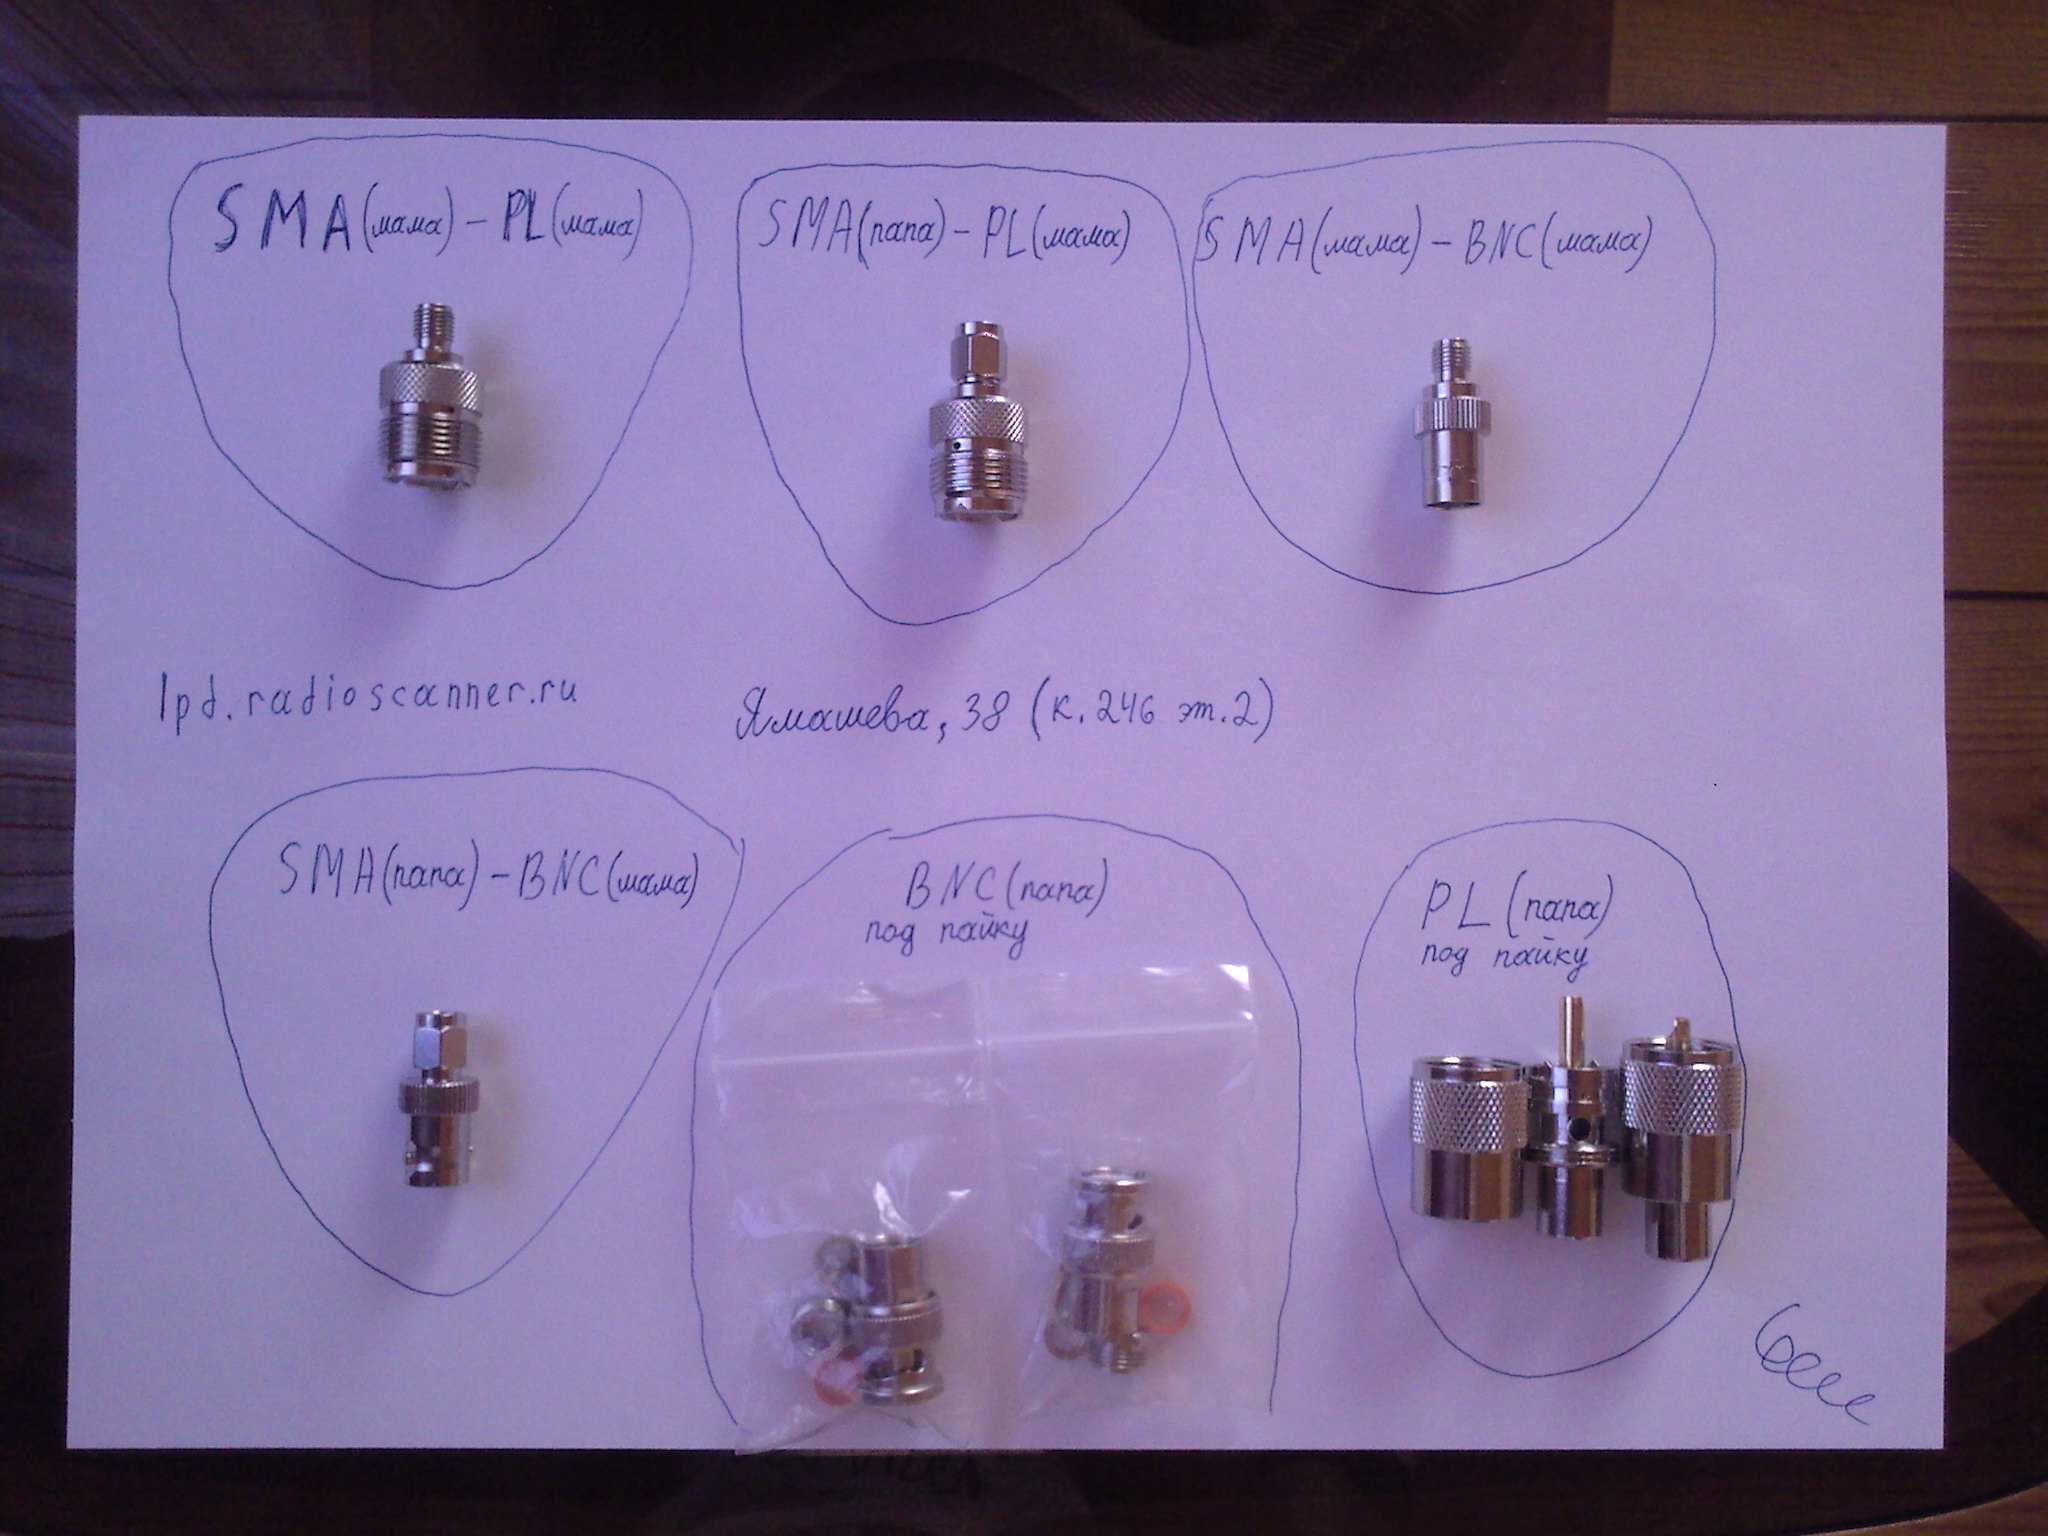 SMA(мама)-PL(мама)
SMA(папа)-PL(мама)
SMA(мама)-BNC(мама)
lpd.radioscanner.ru
Ямашева, 38 (к.246 эт.2)
SMA(папа)-BNC(мама)
BNC(папа)
под пайку
PL(папа)
под пайку